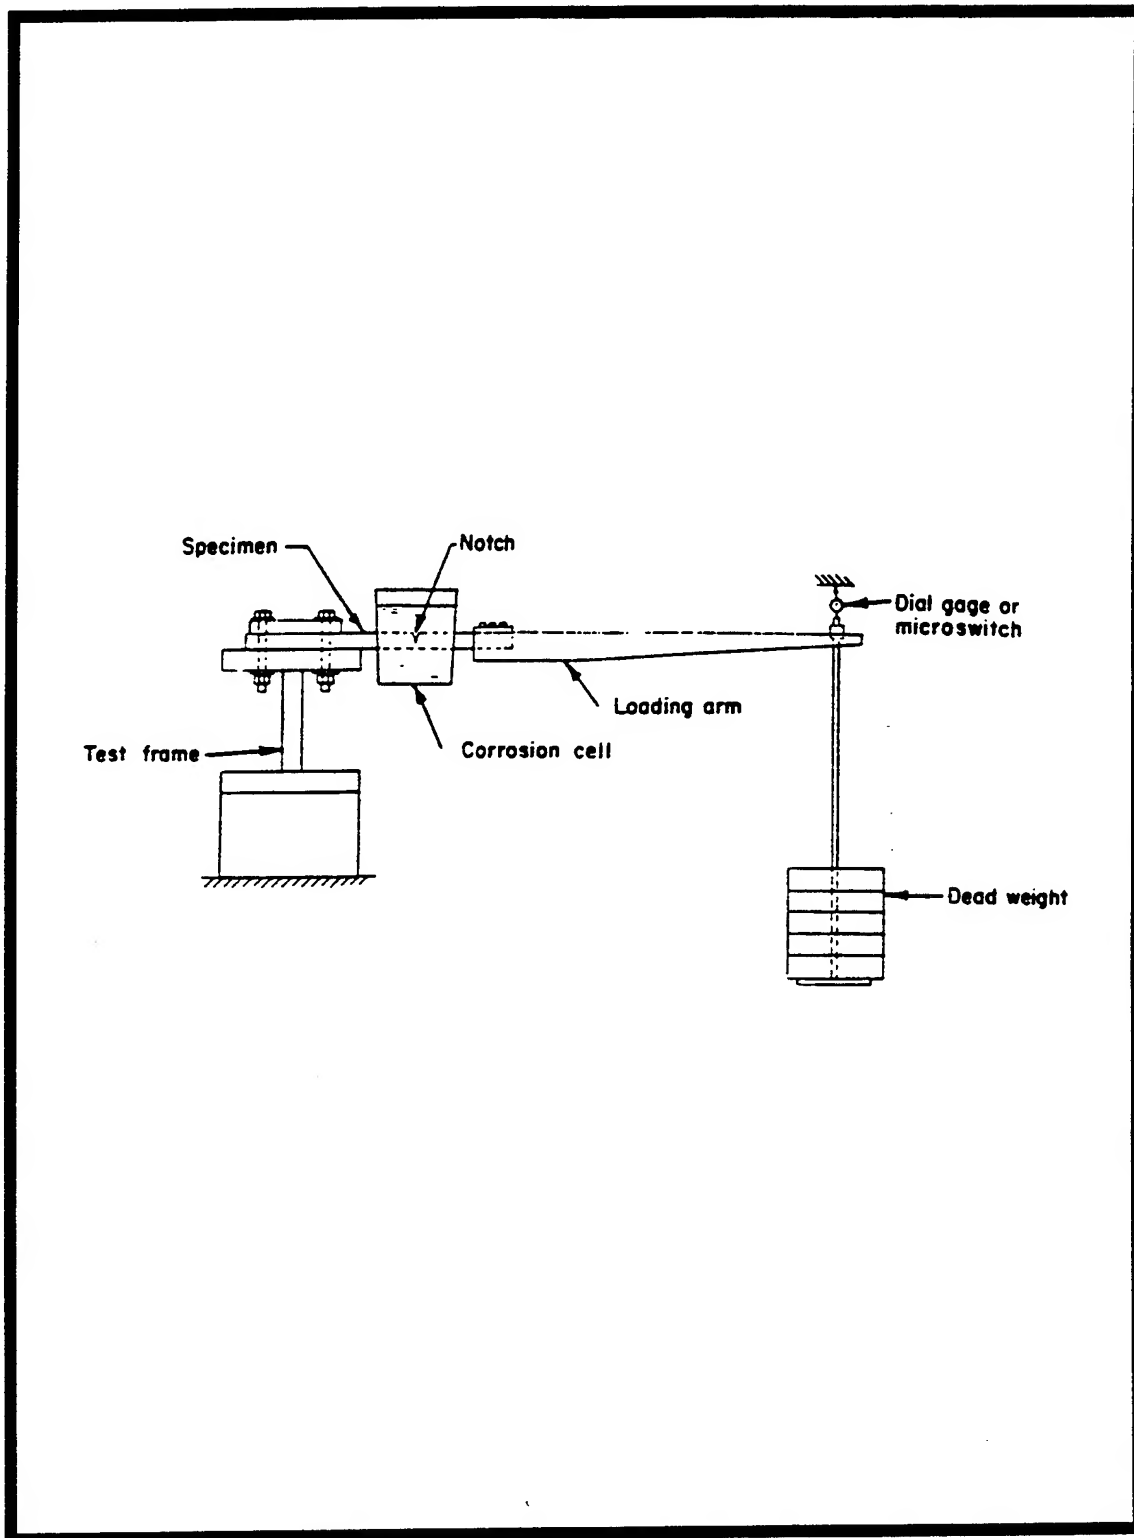 Specimen
Notch
Dial gage or
microswitch
Loading arm
Test frame
Corrosion cell
Dead weight